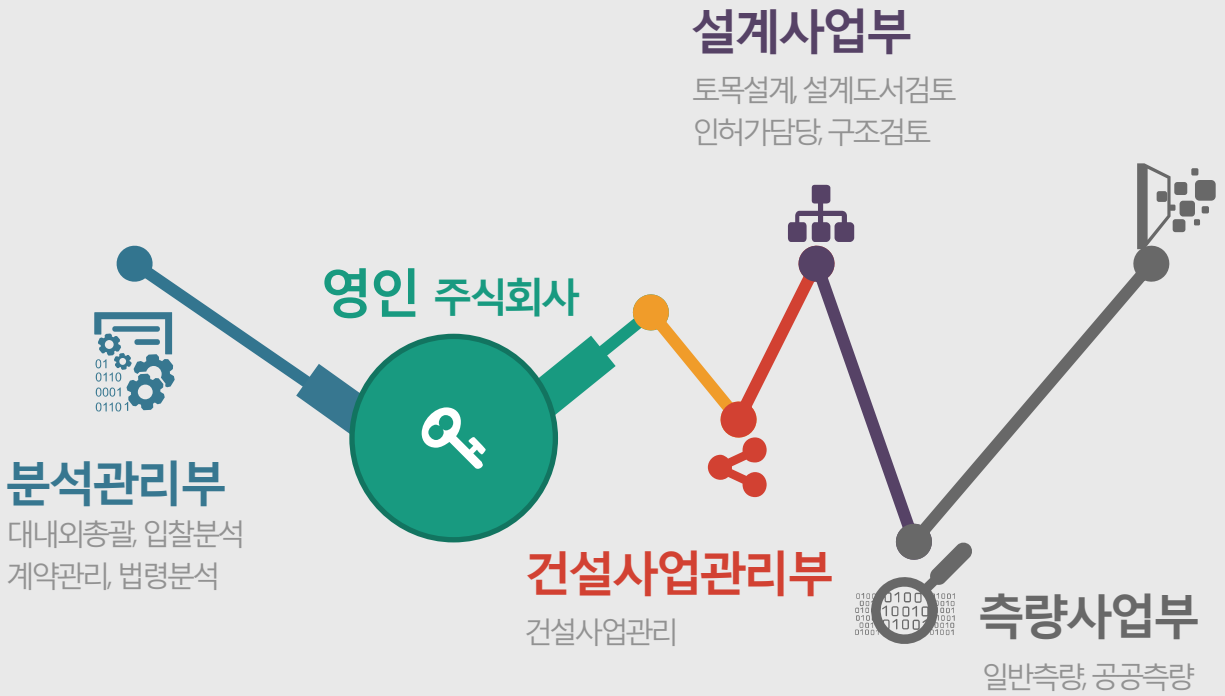 설계사업부
토목설계, 설계도서검토
인허가담당, 구조검토
영인 주식회사
01
0110
0001
01101
분석관리부
대내외총괄, 입찰분석
계약관리, 법령분석
건설사업관리부
건설사업관리
측량사업부
일반측량, 공공측량